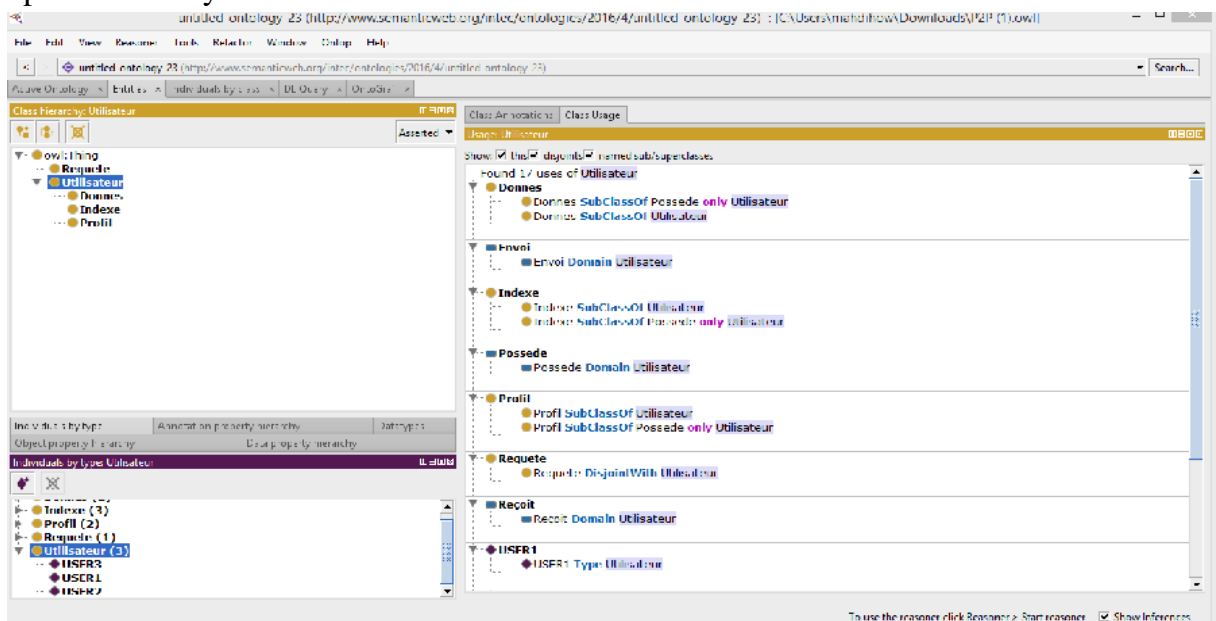 untitled ontology 23 (http://www.semanticweb.org/intec/ontologies/2016/4/untitled ontology 23) : [C:\Users\mahdihow\Downloads\P2P (1).owl]
File Edit View Reasoner Tools Refactor Window Ontop Help
untitled ontology 23 (http://www.semanticweb.org/intec/ontologies/2016/4/untitled ontology 23)
Search...
Active Ontology Entities Individuals by class DL Query OntoGraf
Class hierarchy: Utilisateur
Asserted
owl:Thing
Requete
Utilisateur
Donnes
Indexe
Profil
Class Annotations Class Usage
Usage: Utilisateur
Show: this disjoints named sub/superclasses
Found 17 uses of Utilisateur
Donnes
Donnes SubClassOf Possede only Utilisateur
Donnes SubClassOf Utilisateur
Envoi
Envoi Domain Utilisateur
Indexe
Indexe SubClassOf Utilisateur
Indexe SubClassOf Possede only Utilisateur
Possede
Possede Domain Utilisateur
Profil
Profil SubClassOf Utilisateur
Profil SubClassOf Possede only Utilisateur
Requete
Requete DisjointWith Utilisateur
Reçoit
Reçoit Domain Utilisateur
USER1
USER1 Type Utilisateur
Individuals by type Annotation property hierarchy Datatypes
Object property hierarchy Data property hierarchy
Individuals by type: Utilisateur
Indexe (3)
Profil (2)
Requete (1)
Utilisateur (3)
USER3
USER1
USER2
To use the reasoner click Reasoner > Start reasoner Show Inferences